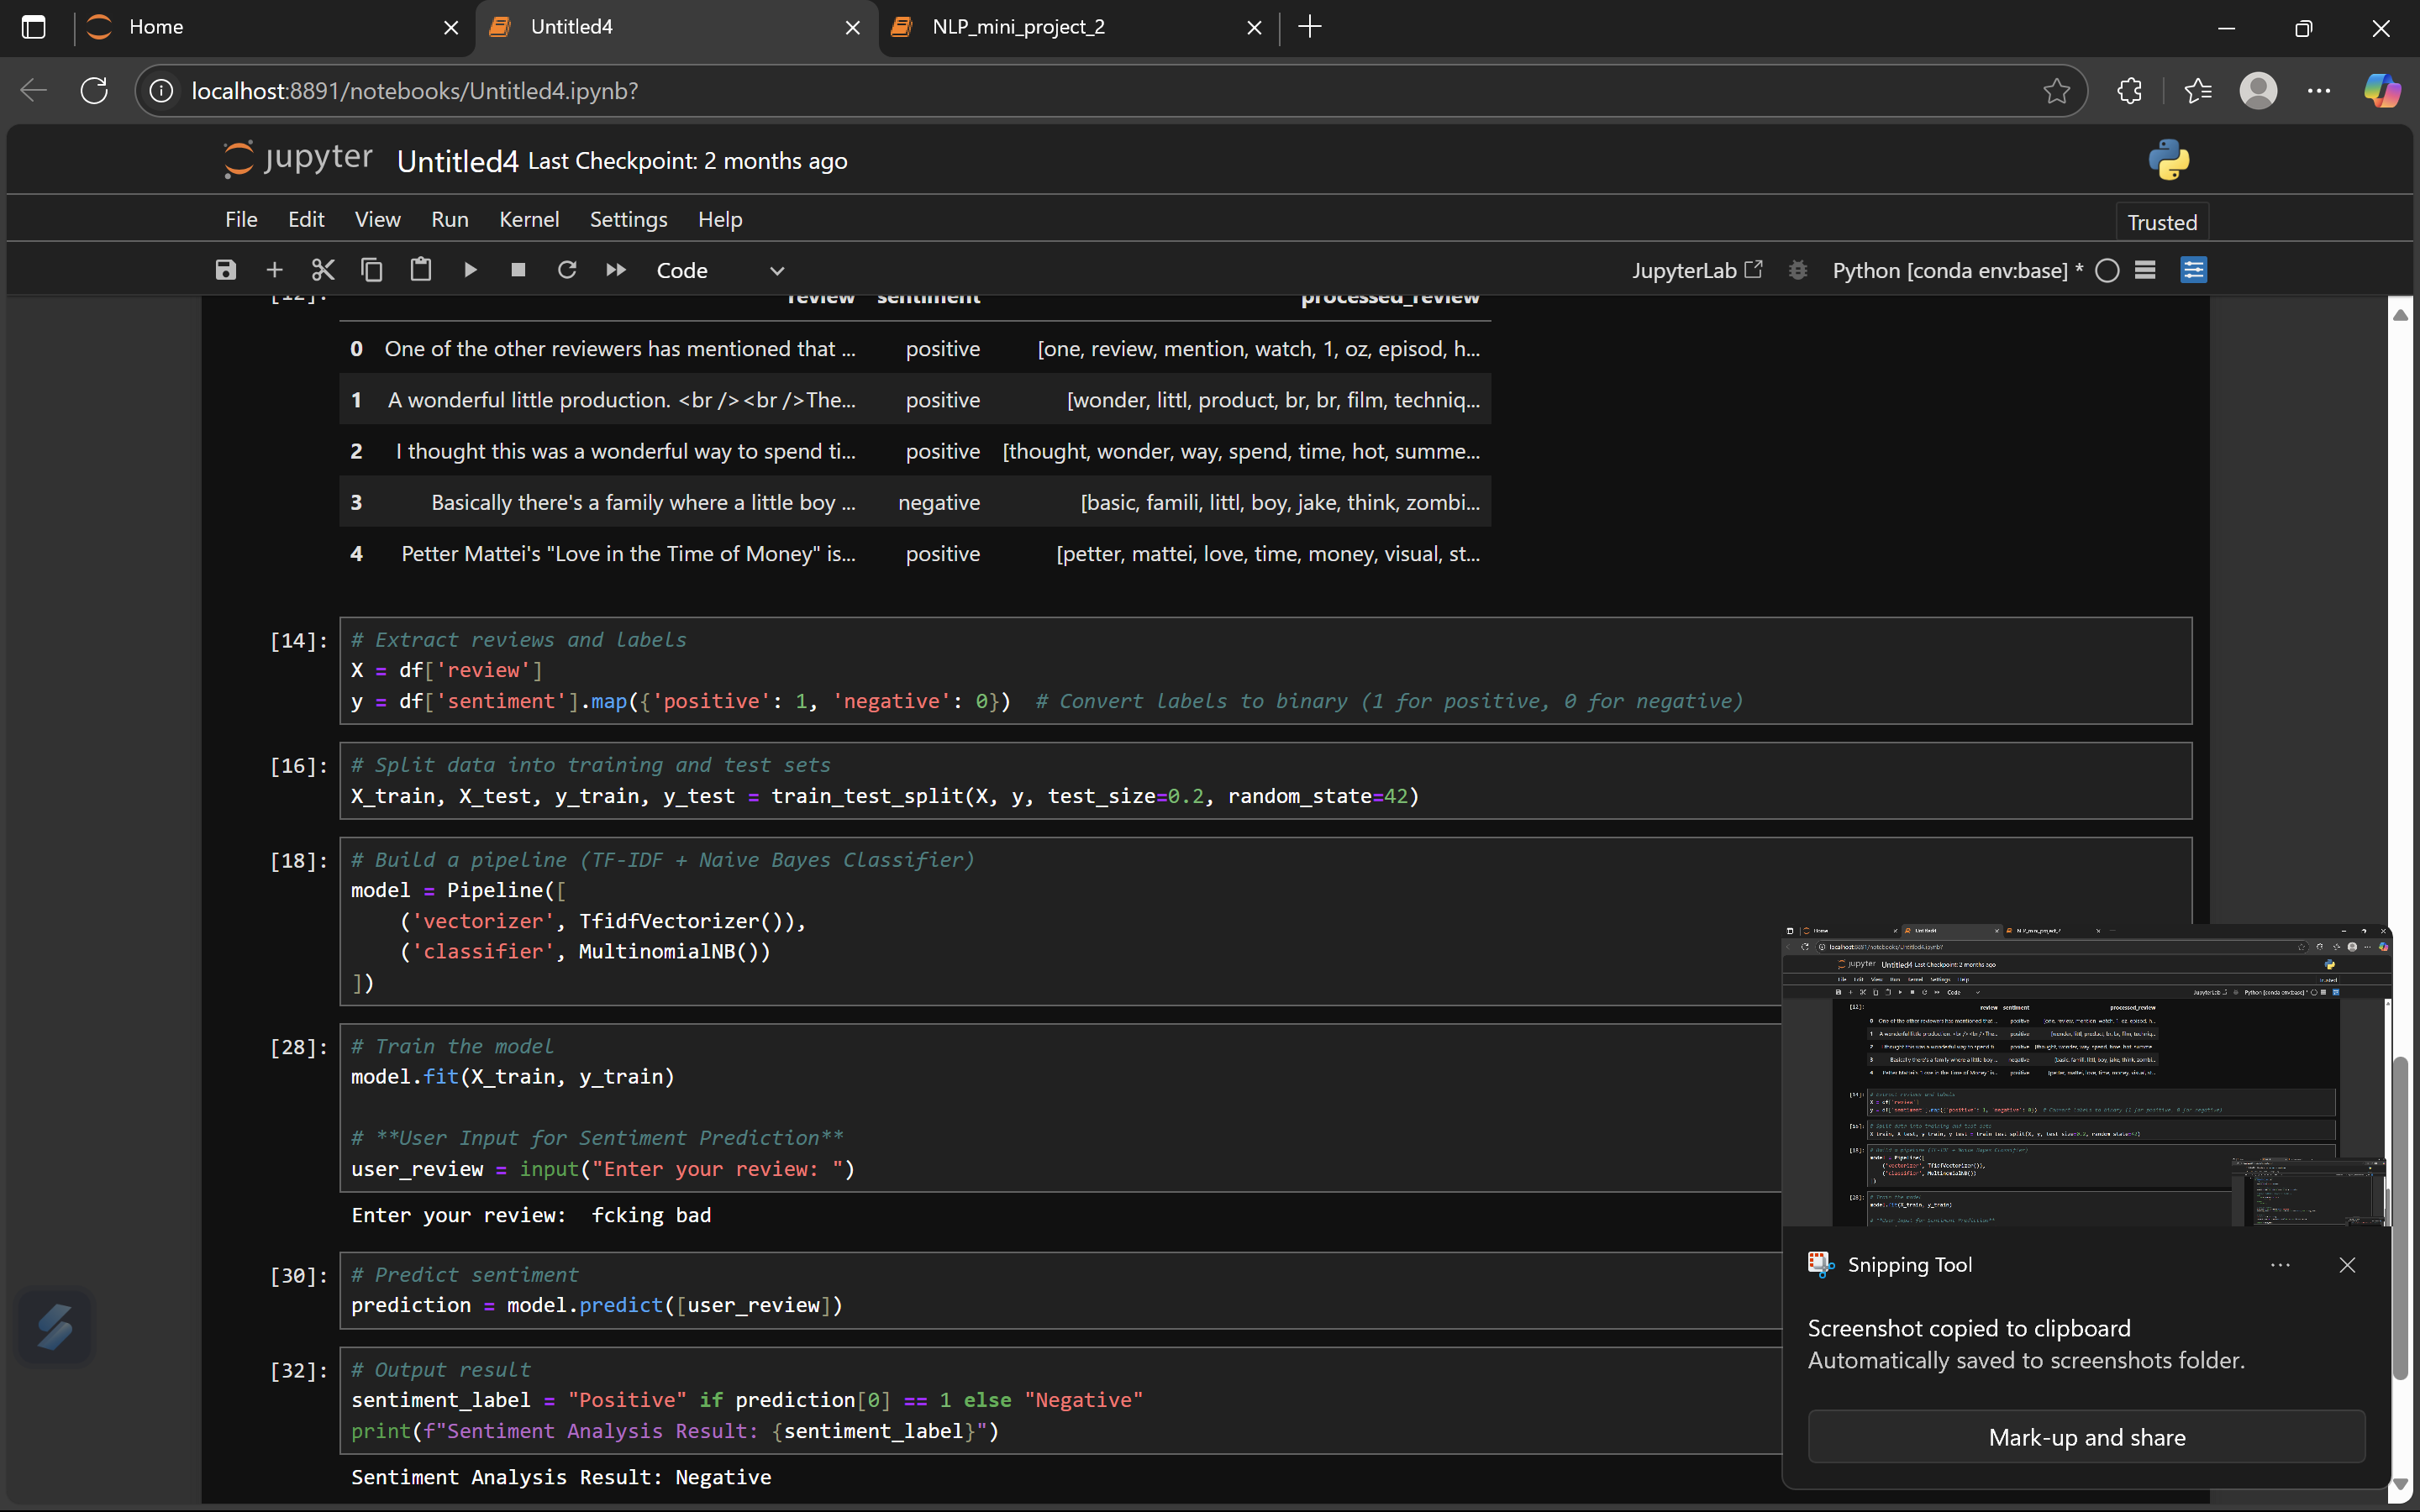 Home
Untitled4
NLP_mini_project_2
localhost:8891/notebooks/Untitled4.ipynb?
jupyter Untitled4 Last Checkpoint: 2 months ago
File Edit View Run Kernel Settings Help
Trusted
Code
JupyterLab Python [conda env:base] *
[12]: review sentiment processed_review
0 One of the other reviewers has mentioned that ... positive [one, review, mention, watch, 1, oz, episod, h...
1 A wonderful little production. <br /><br />The... positive [wonder, littl, product, br, br, film, techniq...
2 I thought this was a wonderful way to spend ti... positive [thought, wonder, way, spend, time, hot, summe...
3 Basically there's a family where a little boy ... negative [basic, famili, littl, boy, jake, think, zombi...
4 Petter Mattei's "Love in the Time of Money" is... positive [petter, mattei, love, time, money, visual, st...
[14]: # Extract reviews and labels
X = df['review']
y = df['sentiment'].map({'positive': 1, 'negative': 0}) # Convert labels to binary (1 for positive, 0 for negative)
[16]: # Split data into training and test sets
X_train, X_test, y_train, y_test = train_test_split(X, y, test_size=0.2, random_state=42)
[18]: # Build a pipeline (TF-IDF + Naive Bayes Classifier)
model = Pipeline([
('vectorizer', TfidfVectorizer()),
('classifier', MultinomialNB())
])
[28]: # Train the model
model.fit(X_train, y_train)
# **User Input for Sentiment Prediction**
user_review = input("Enter your review: ")
Enter your review: fcking bad
[30]: # Predict sentiment
prediction = model.predict([user_review])
[32]: # Output result
sentiment_label = "Positive" if prediction[0] == 1 else "Negative"
print(f"Sentiment Analysis Result: {sentiment_label}")
Sentiment Analysis Result: Negative
Snipping Tool
Screenshot copied to clipboard
Automatically saved to screenshots folder.
Mark-up and share